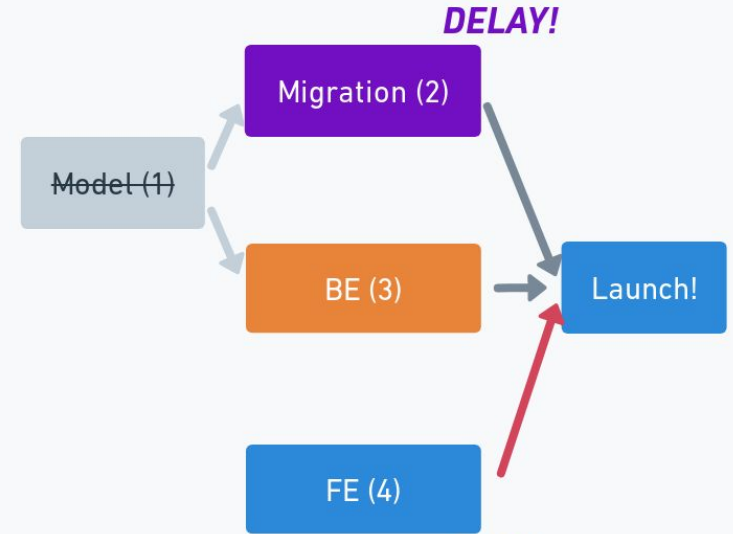 DELAY!
Migration (2)
Model (1)
BE (3)
Launch!
FE (4)